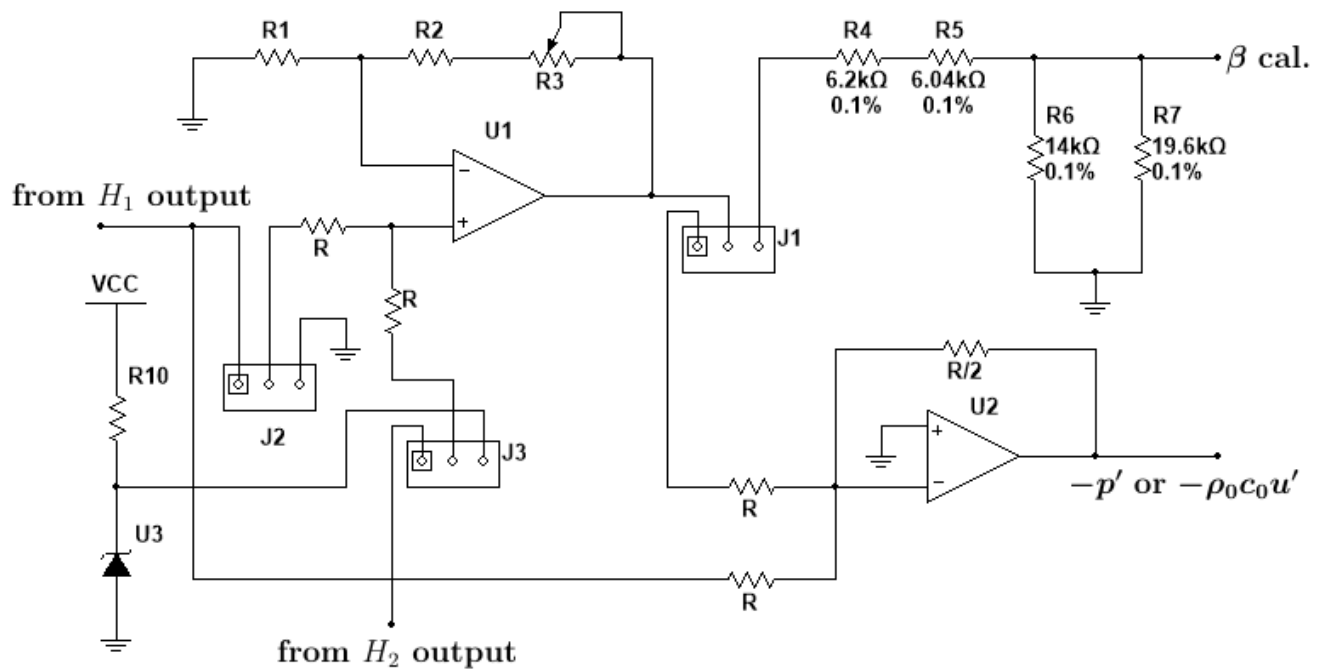 R1
R2
R3
R4
6.2kΩ
0.1%
R5
6.04kΩ
0.1%
β cal.
R6
14kΩ
0.1%
R7
19.6kΩ
0.1%
U1
−
+
from H₁ output
R
J1
VCC
R
R10
J2
R/2
U2
J3
+
−
−p′ or −ρ₀c₀u′
R
U3
R
from H₂ output